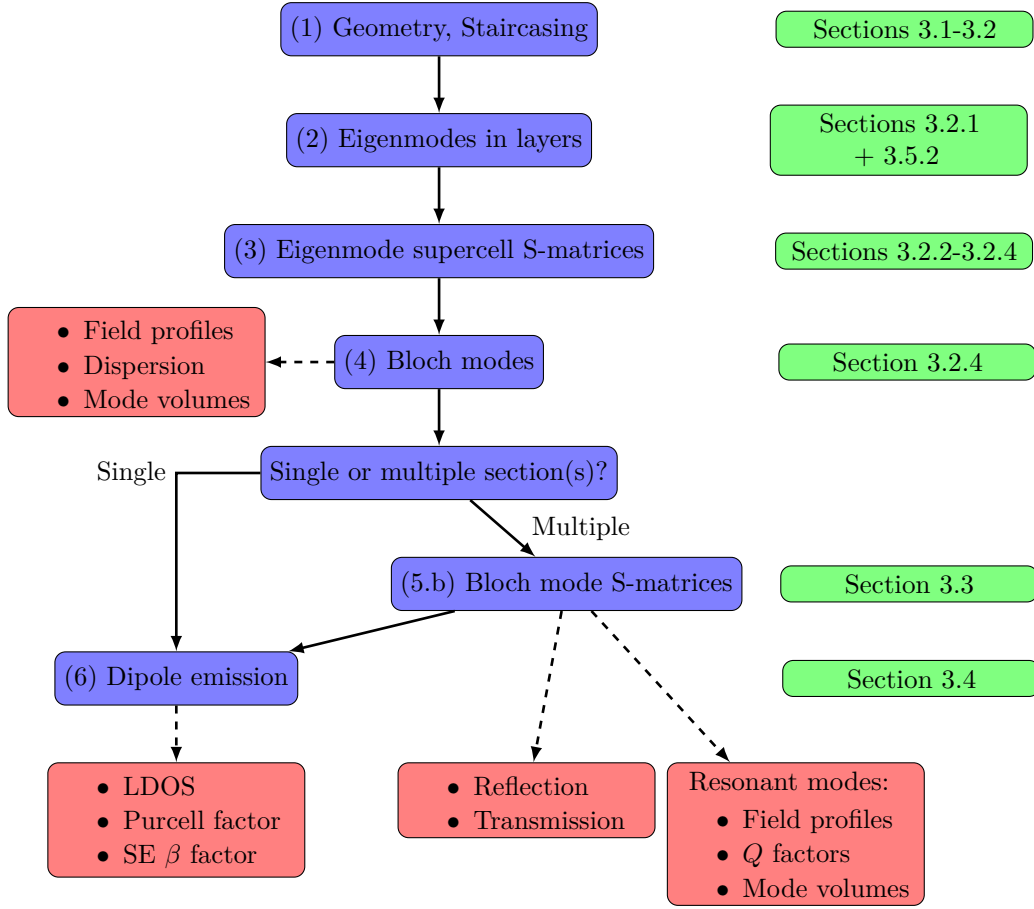 (1) Geometry, Staircasing
Sections 3.1-3.2
(2) Eigenmodes in layers
Sections 3.2.1
+ 3.5.2
(3) Eigenmode supercell S-matrices
Sections 3.2.2-3.2.4
• Field profiles
• Dispersion
• Mode volumes
(4) Bloch modes
Section 3.2.4
Single
Single or multiple section(s)?
Multiple
(5.b) Bloch mode S-matrices
Section 3.3
(6) Dipole emission
Section 3.4
• LDOS
• Purcell factor
• SE β factor
• Reflection
• Transmission
Resonant modes:
• Field profiles
• Q factors
• Mode volumes